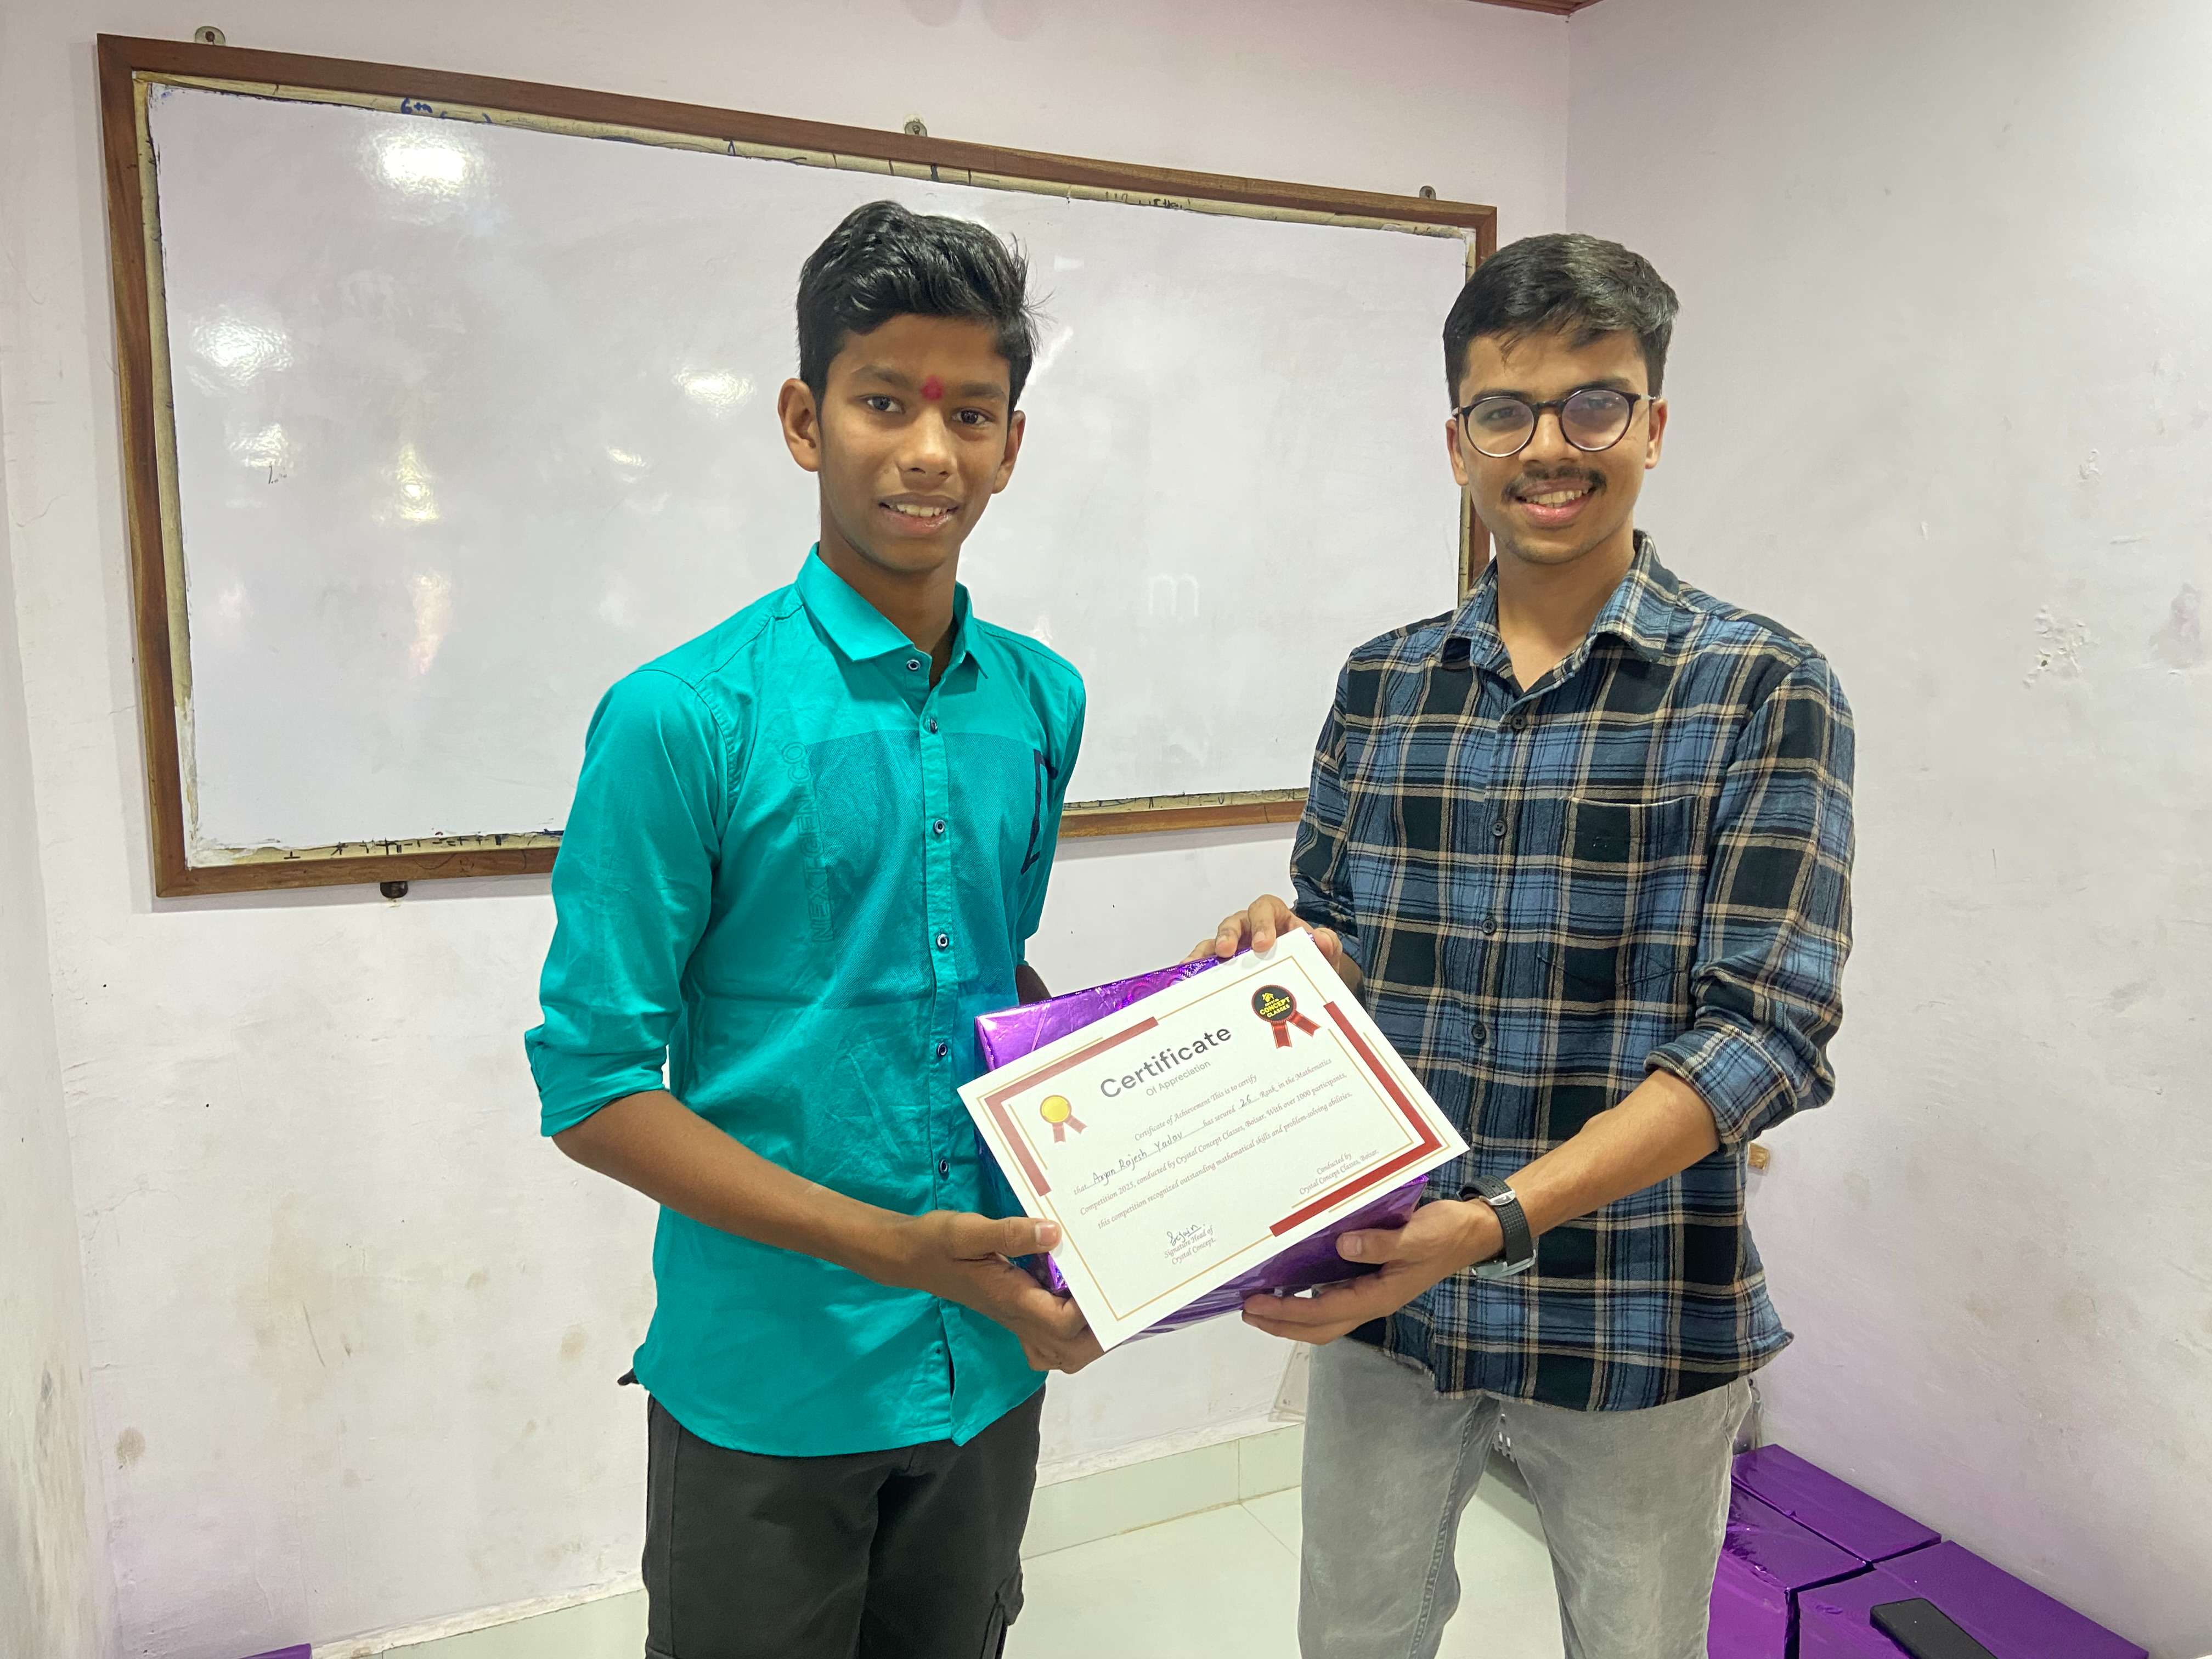 6th
NEXTGEN CO
CONCEPT
CLASSES
Certificate
Of Appreciation
Certificate of Achievement This is to certify
that Aryan Rajesh Yadav has secured 26 Rank, in the Mathematics
Competition 2023, conducted by Crystal Concept Classes, Boisar. With over 1000 participants,
this competition recognized outstanding mathematical skills and problem-solving abilities.
Conducted by
Crystal Concept Classes, Boisar.
Signature Head of
Crystal Concept.